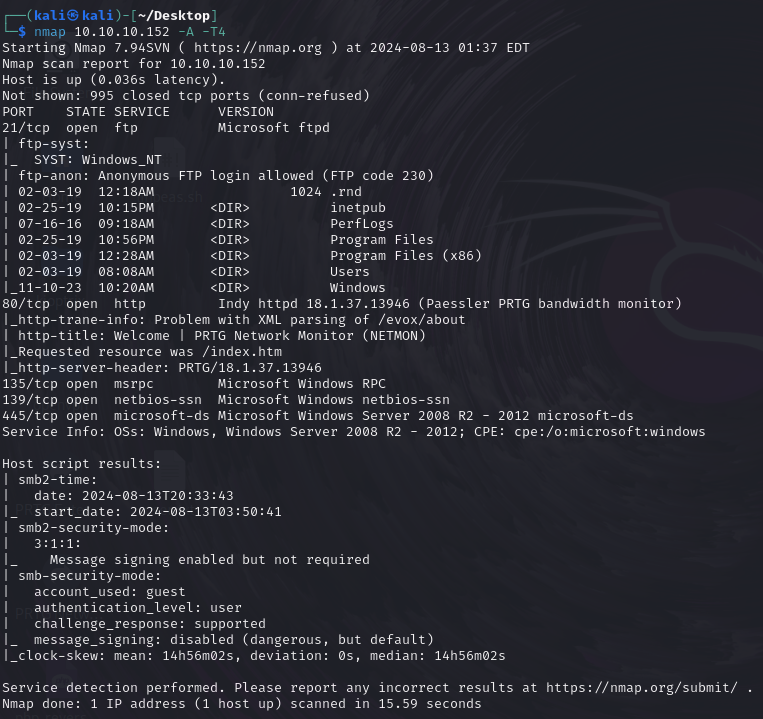 ┌──(kali㉿kali)-[~/Desktop]
└─$ nmap 10.10.10.152 -A -T4
Starting Nmap 7.94SVN ( https://nmap.org ) at 2024-08-13 01:37 EDT
Nmap scan report for 10.10.10.152
Host is up (0.036s latency).
Not shown: 995 closed tcp ports (conn-refused)
PORT    STATE SERVICE      VERSION
21/tcp  open  ftp          Microsoft ftpd
| ftp-syst:
|_  SYST: Windows_NT
| ftp-anon: Anonymous FTP login allowed (FTP code 230)
| 02-03-19  12:18AM                 1024 .rnd
| 02-25-19  10:15PM       <DIR>          inetpub
| 07-16-16  09:18AM       <DIR>          PerfLogs
| 02-25-19  10:56PM       <DIR>          Program Files
| 02-03-19  12:28AM       <DIR>          Program Files (x86)
| 02-03-19  08:08AM       <DIR>          Users
|_11-10-23  10:20AM       <DIR>          Windows
80/tcp  open  http         Indy httpd 18.1.37.13946 (Paessler PRTG bandwidth monitor)
|_http-trane-info: Problem with XML parsing of /evox/about
| http-title: Welcome | PRTG Network Monitor (NETMON)
|_Requested resource was /index.htm
|_http-server-header: PRTG/18.1.37.13946
135/tcp open  msrpc        Microsoft Windows RPC
139/tcp open  netbios-ssn  Microsoft Windows netbios-ssn
445/tcp open  microsoft-ds Microsoft Windows Server 2008 R2 - 2012 microsoft-ds
Service Info: OSs: Windows, Windows Server 2008 R2 - 2012; CPE: cpe:/o:microsoft:windows
Host script results:
| smb2-time:
|   date: 2024-08-13T20:33:43
|_  start_date: 2024-08-13T03:50:41
| smb2-security-mode:
|   3:1:1:
|_    Message signing enabled but not required
| smb-security-mode:
|   account_used: guest
|   authentication_level: user
|   challenge_response: supported
|_  message_signing: disabled (dangerous, but default)
|_clock-skew: mean: 14h56m02s, deviation: 0s, median: 14h56m02s
Service detection performed. Please report any incorrect results at https://nmap.org/submit/ .
Nmap done: 1 IP address (1 host up) scanned in 15.59 seconds